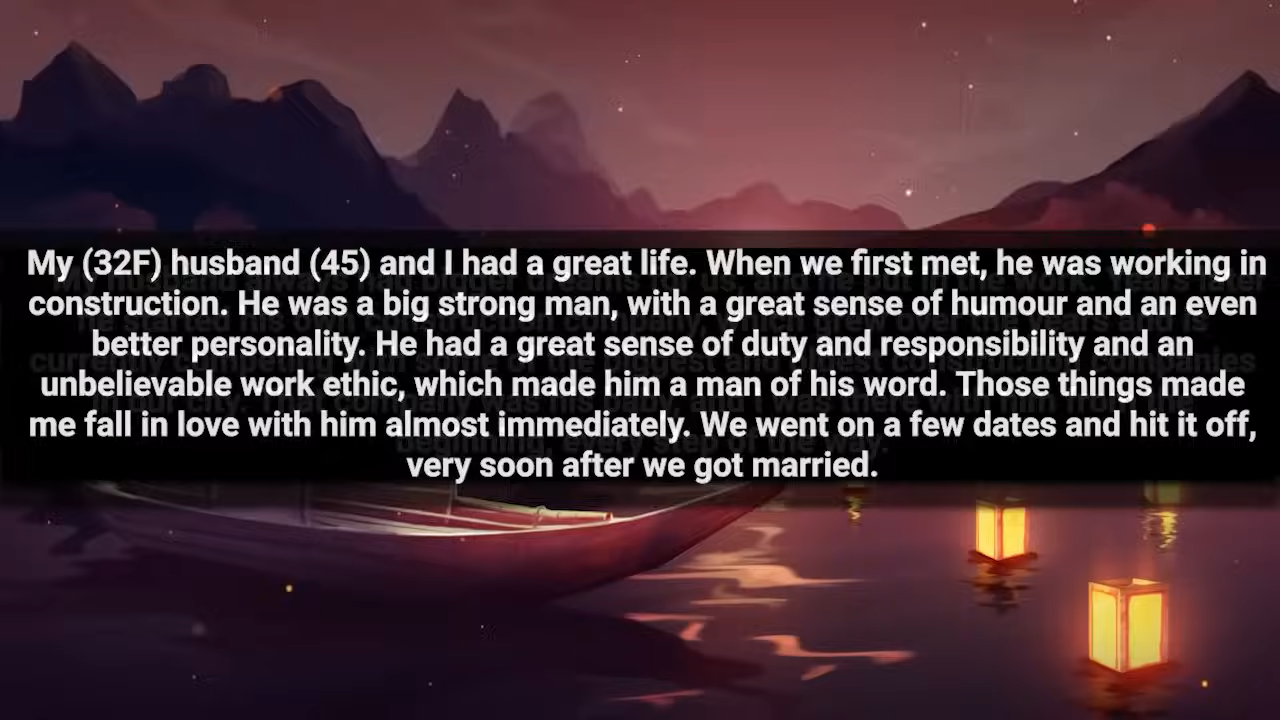 My (32F) husband (45) and I had a great life. When we first met, he was working in
construction. He was a big strong man, with a great sense of humour and an even
better personality. He had a great sense of duty and responsibility and an
unbelievable work ethic, which made him a man of his word. Those things made
me fall in love with him almost immediately. We went on a few dates and hit it off,
very soon after we got married.